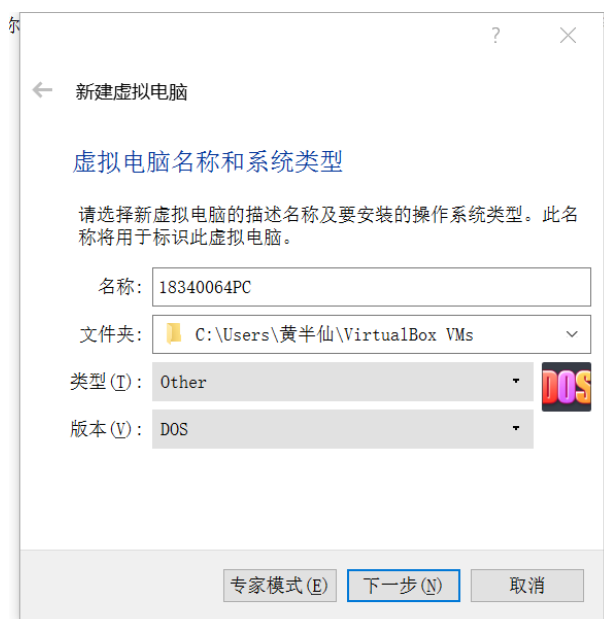 ?
新建虚拟电脑
虚拟电脑名称和系统类型
请选择新虚拟电脑的描述名称及要安装的操作系统类型。此名
称将用于标识此虚拟电脑。
名称: 18340064PC
文件夹: C:\Users\黄半仙\VirtualBox VMs
类型(T): Other
DOS
版本(V): DOS
专家模式(E) 下一步(N) 取消